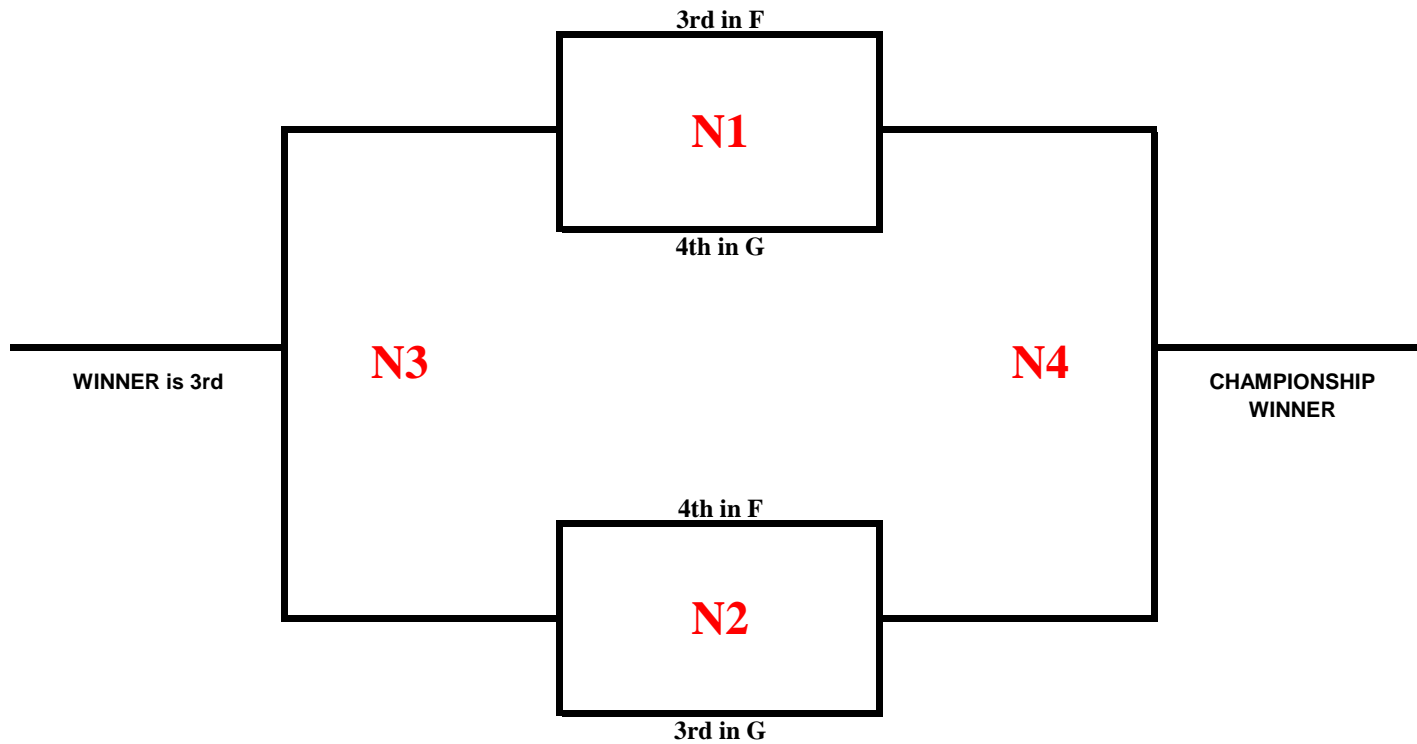 3rd in F
N1
4th in G
N3
N4
WINNER is 3rd
CHAMPIONSHIP
WINNER
4th in F
N2
3rd in G